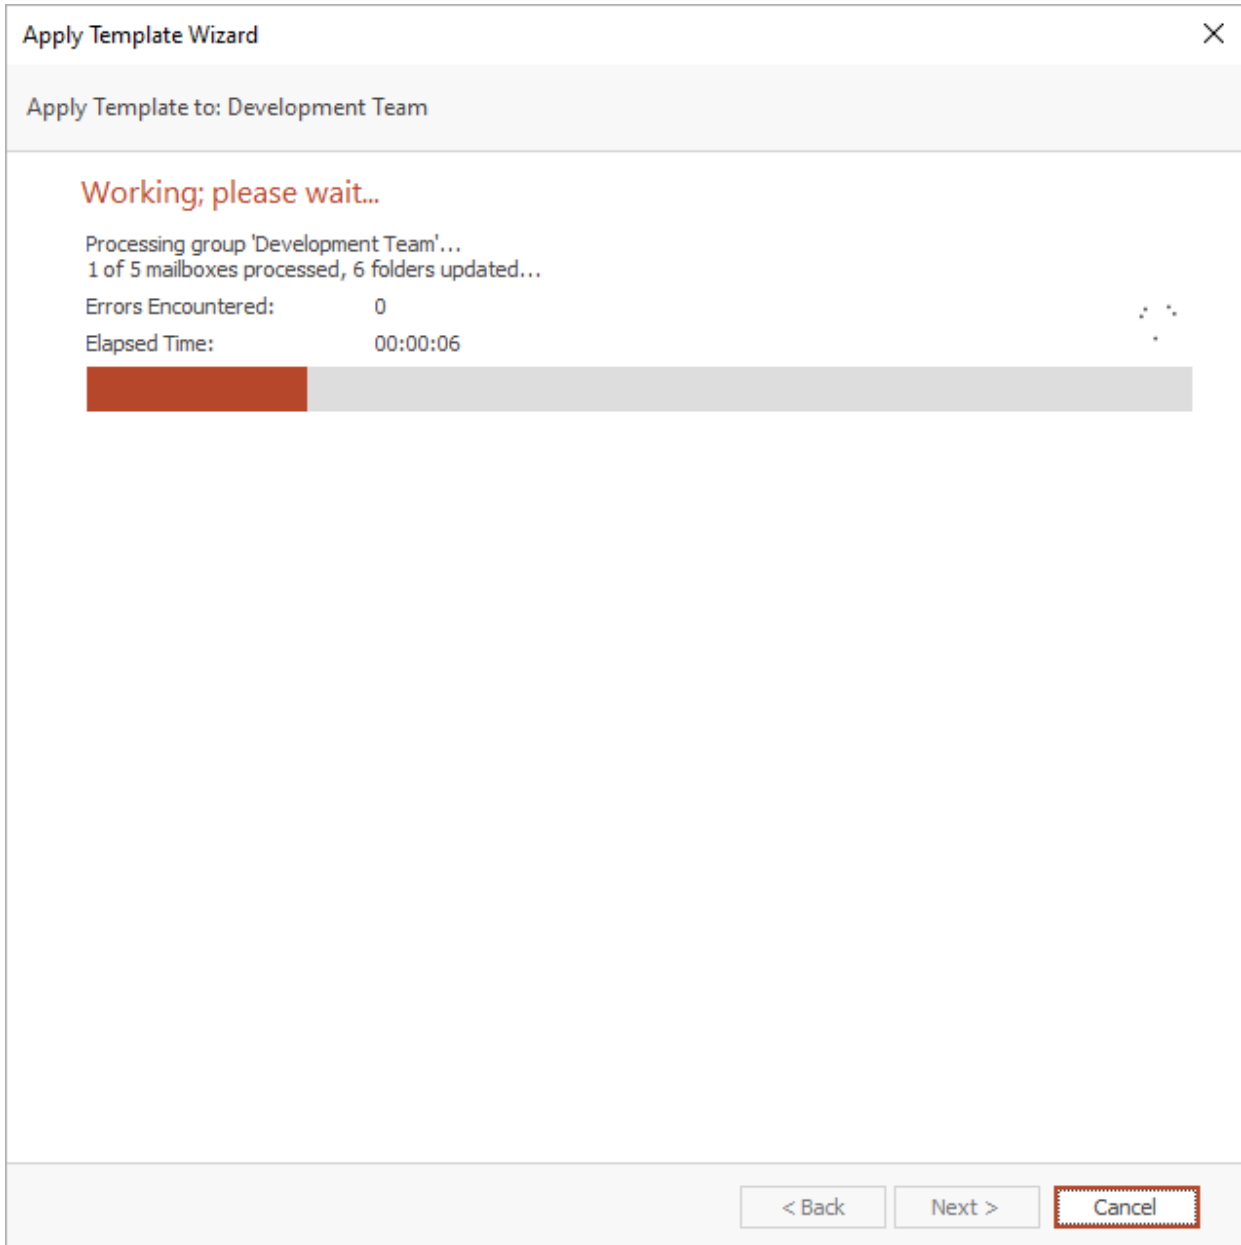 Apply Template Wizard
Apply Template to: Development Team
Working; please wait...
Processing group 'Development Team'...
1 of 5 mailboxes processed, 6 folders updated...
Errors Encountered: 0
Elapsed Time: 00:00:06
< Back Next > Cancel